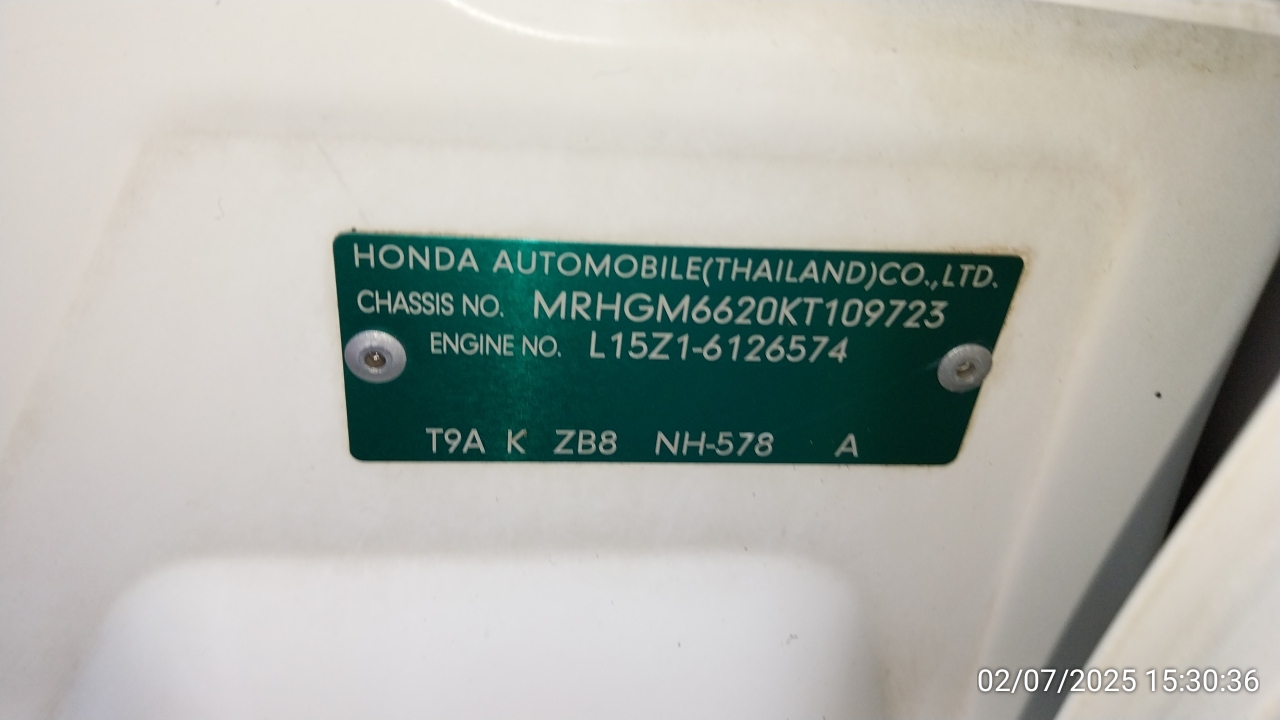 HONDA AUTOMOBILE(THAILAND)CO.,LTD.
CHASSIS NO. MRHGM6620KT109723
ENGINE NO. L15Z1-6126574
T9A K ZB8 NH-578 A
02/07/2025 15:30:36